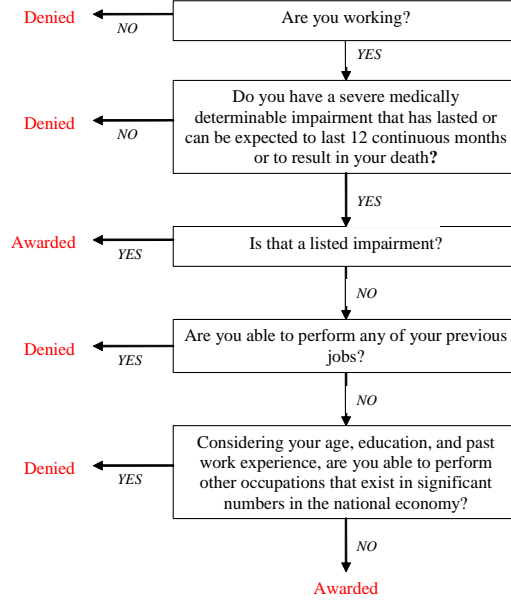 Are you working?
Denied
NO
YES
Do you have a severe medically
determinable impairment that has lasted or
can be expected to last 12 continuous months
or to result in your death?
Denied
NO
YES
Is that a listed impairment?
Awarded
YES
NO
Are you able to perform any of your previous
jobs?
Denied
YES
NO
Considering your age, education, and past
work experience, are you able to perform
other occupations that exist in significant
numbers in the national economy?
Denied
YES
NO
Awarded